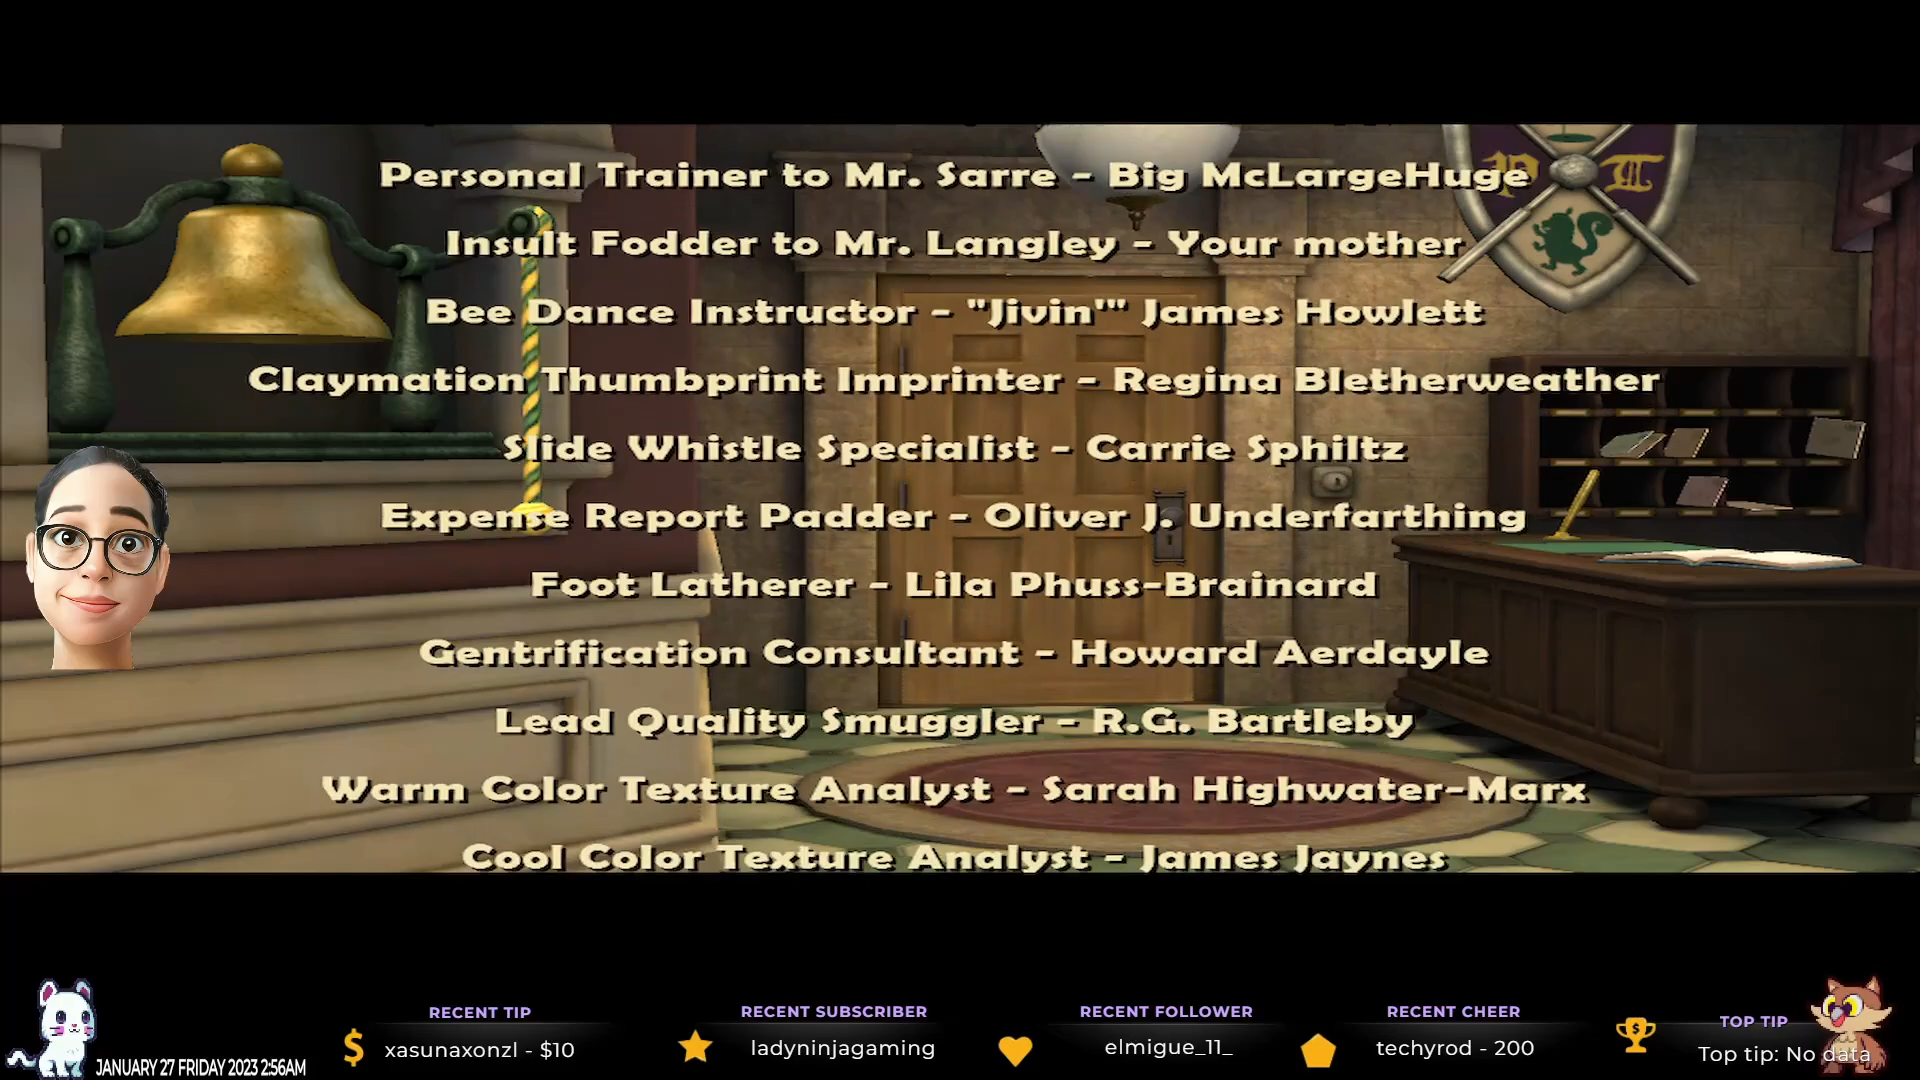 Personal Trainer to Mr. Sarre - Big McLargeHuge
Insult Fodder to Mr. Langley - Your mother
Bee Dance Instructor - "Jivin'" James Howlett
Claymation Thumbprint Imprinter - Regina Bletherweather
Slide Whistle Specialist - Carrie Sphiltz
Expense Report Padder - Oliver J. Underfarthing
Foot Latherer - Lila Phuss-Brainard
Gentrification Consultant - Howard Aerdayle
Lead Quality Smuggler - R.G. Bartleby
Warm Color Texture Analyst - Sarah Highwater-Marx
Cool Color Texture Analyst - James Jaynes
JANUARY 27 FRIDAY 2023 2:56AM
RECENT TIP
xasunaxonzl - $10
RECENT SUBSCRIBER
ladyninjagaming
RECENT FOLLOWER
elmigue_11_
RECENT CHEER
techyrod - 200
TOP TIP
Top tip: No data